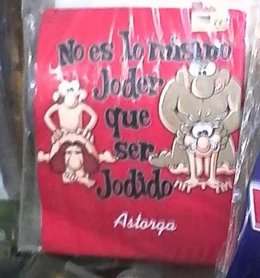 No es lo mismo
Joder
que
ser
Jodido
Astorga